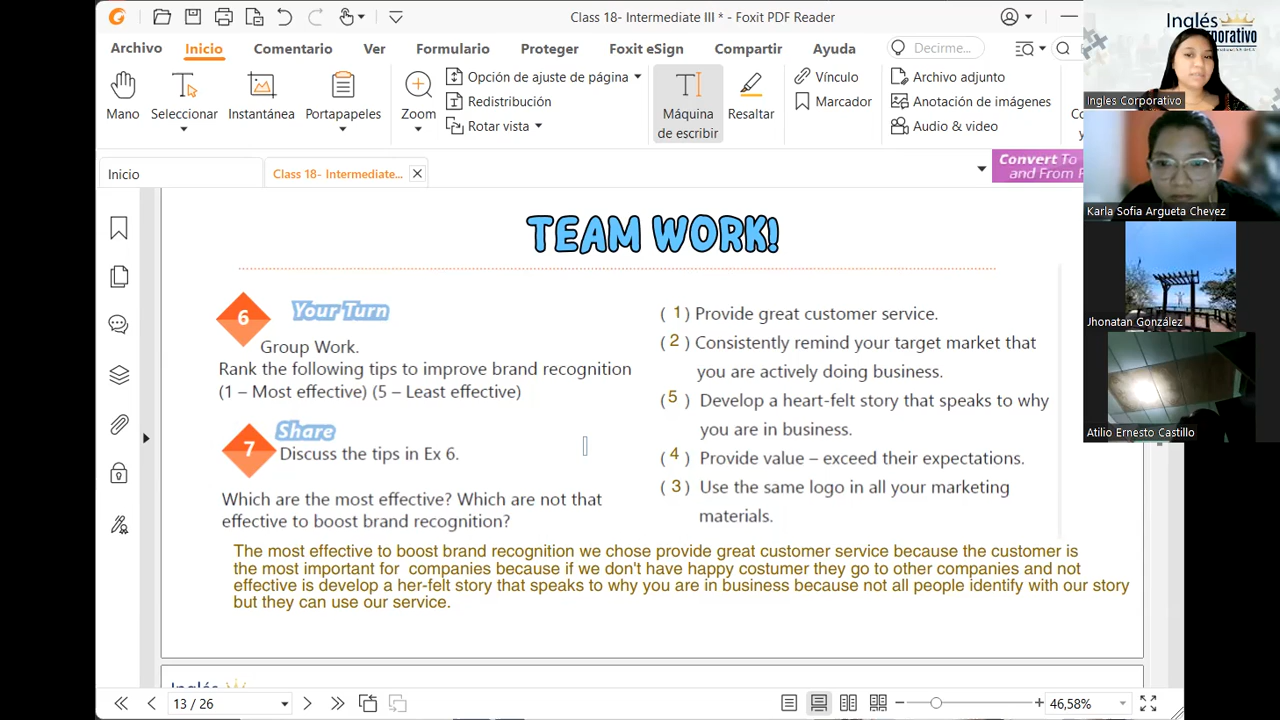 Class 18- Intermediate III * - Foxit PDF Reader
Archivo Inicio Comentario Ver Formulario Proteger Foxit eSign Compartir Ayuda Decirme...
Mano Seleccionar Instantánea Portapapeles Zoom
Opción de ajuste de página
Redistribución
Rotar vista
Máquina de escribir
Resaltar
Vínculo
Marcador
Archivo adjunto
Anotación de imágenes
Audio & video
Inicio
Class 18- Intermediate...
Convert To
and From
TEAM WORK!
6 Your Turn
Group Work.
Rank the following tips to improve brand recognition
(1 – Most effective) (5 – Least effective)
7 Share
Discuss the tips in Ex 6.
Which are the most effective? Which are not that
effective to boost brand recognition?
( 1 ) Provide great customer service.
( 2 ) Consistently remind your target market that
you are actively doing business.
( 5 ) Develop a heart-felt story that speaks to why
you are in business.
( 4 ) Provide value – exceed their expectations.
( 3 ) Use the same logo in all your marketing
materials.
The most effective to boost brand recognition we chose provide great customer service because the customer is
the most important for companies because if we don't have happy costumer they go to other companies and not
effective is develop a her-felt story that speaks to why you are in business because not all people identify with our story
but they can use our service.
Inglés
13 / 26
46,58%
Inglés
Corporativo
Ingles Corporativo
Karla Sofia Argueta Chevez
Jhonatan González
Atilio Ernesto Castillo